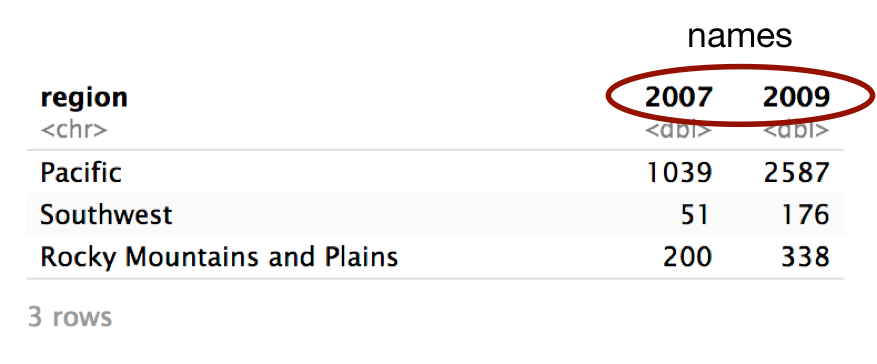 names
region 2007 2009
<chr> <dbl> <dbl>
Pacific 1039 2587
Southwest 51 176
Rocky Mountains and Plains 200 338
3 rows